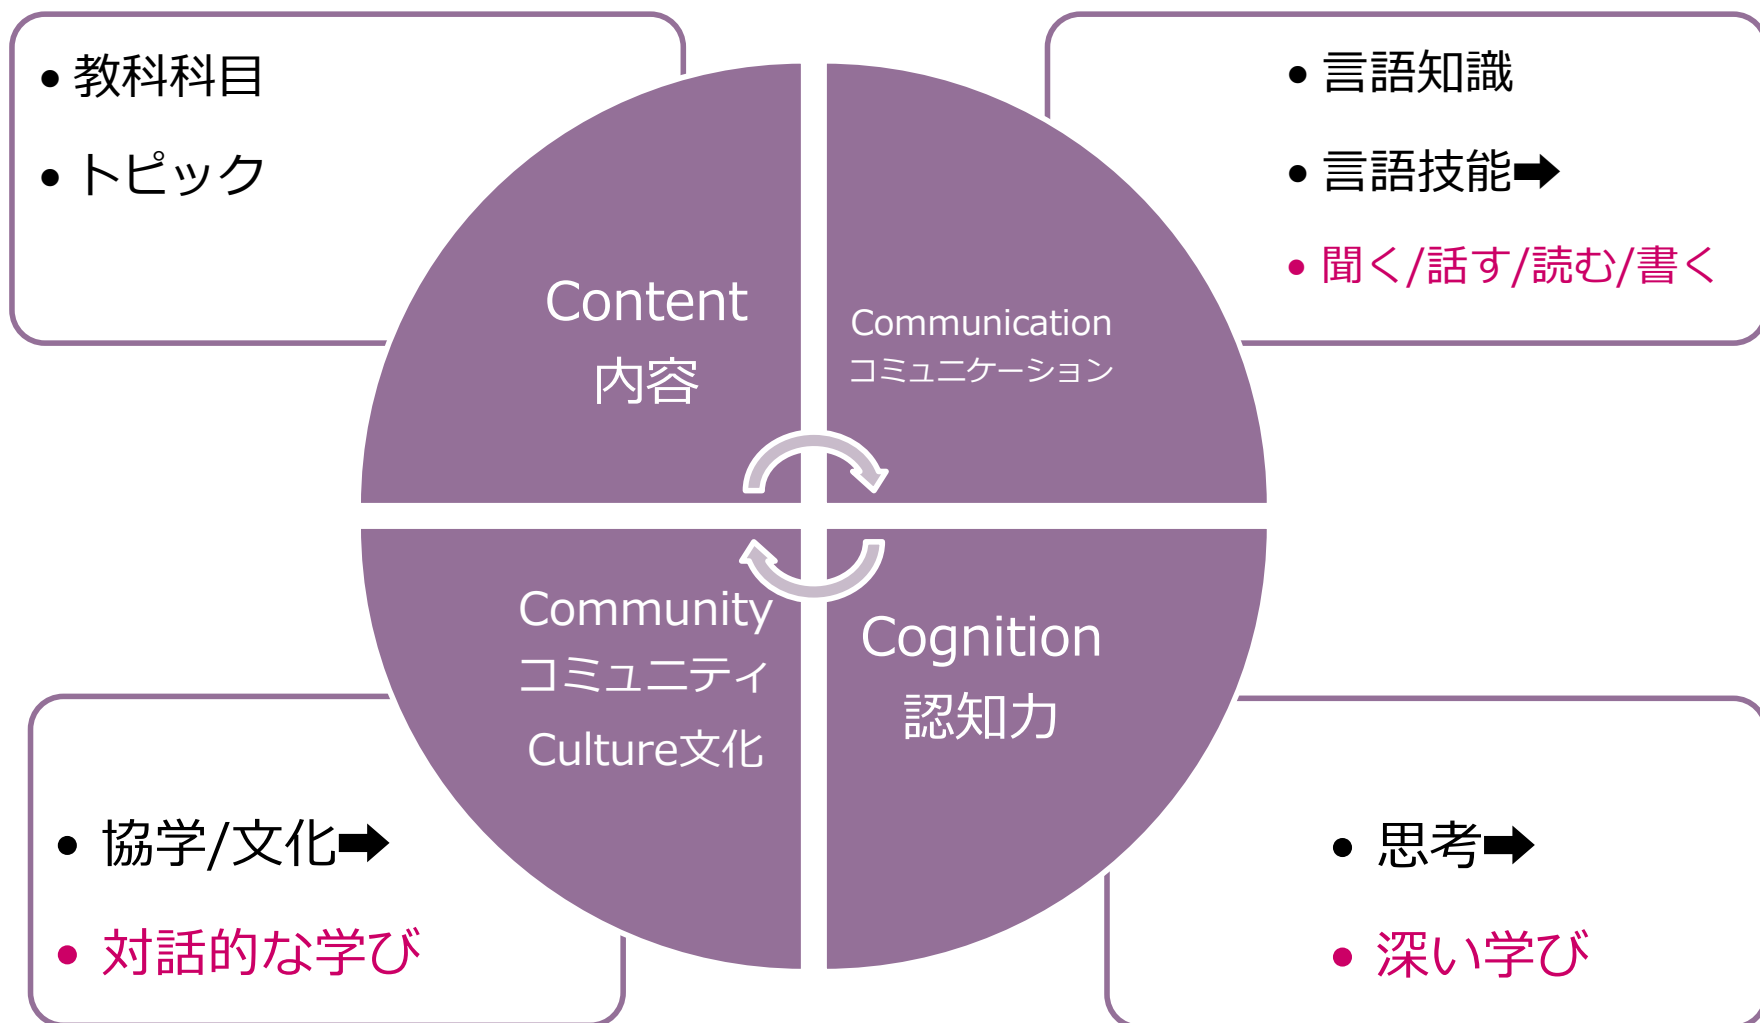 • 教科科目
• トピック
• 言語知識
• 言語技能➡
• 聞く/話す/読む/書く
Content
内容
Communication
コミュニケーション
Community
コミュニティ
Culture文化
Cognition
認知力
• 協学/文化➡
• 対話的な学び
• 思考➡
• 深い学び